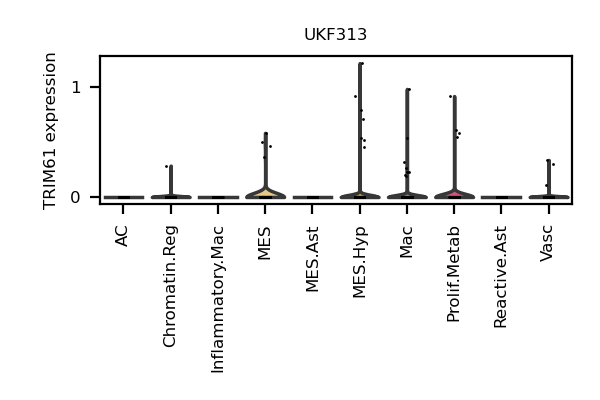 UKF313
TRIM61 expression
1
0
AC
Chromatin.Reg
Inflammatory.Mac
MES
MES.Ast
MES.Hyp
Mac
Prolif.Metab
Reactive.Ast
Vasc